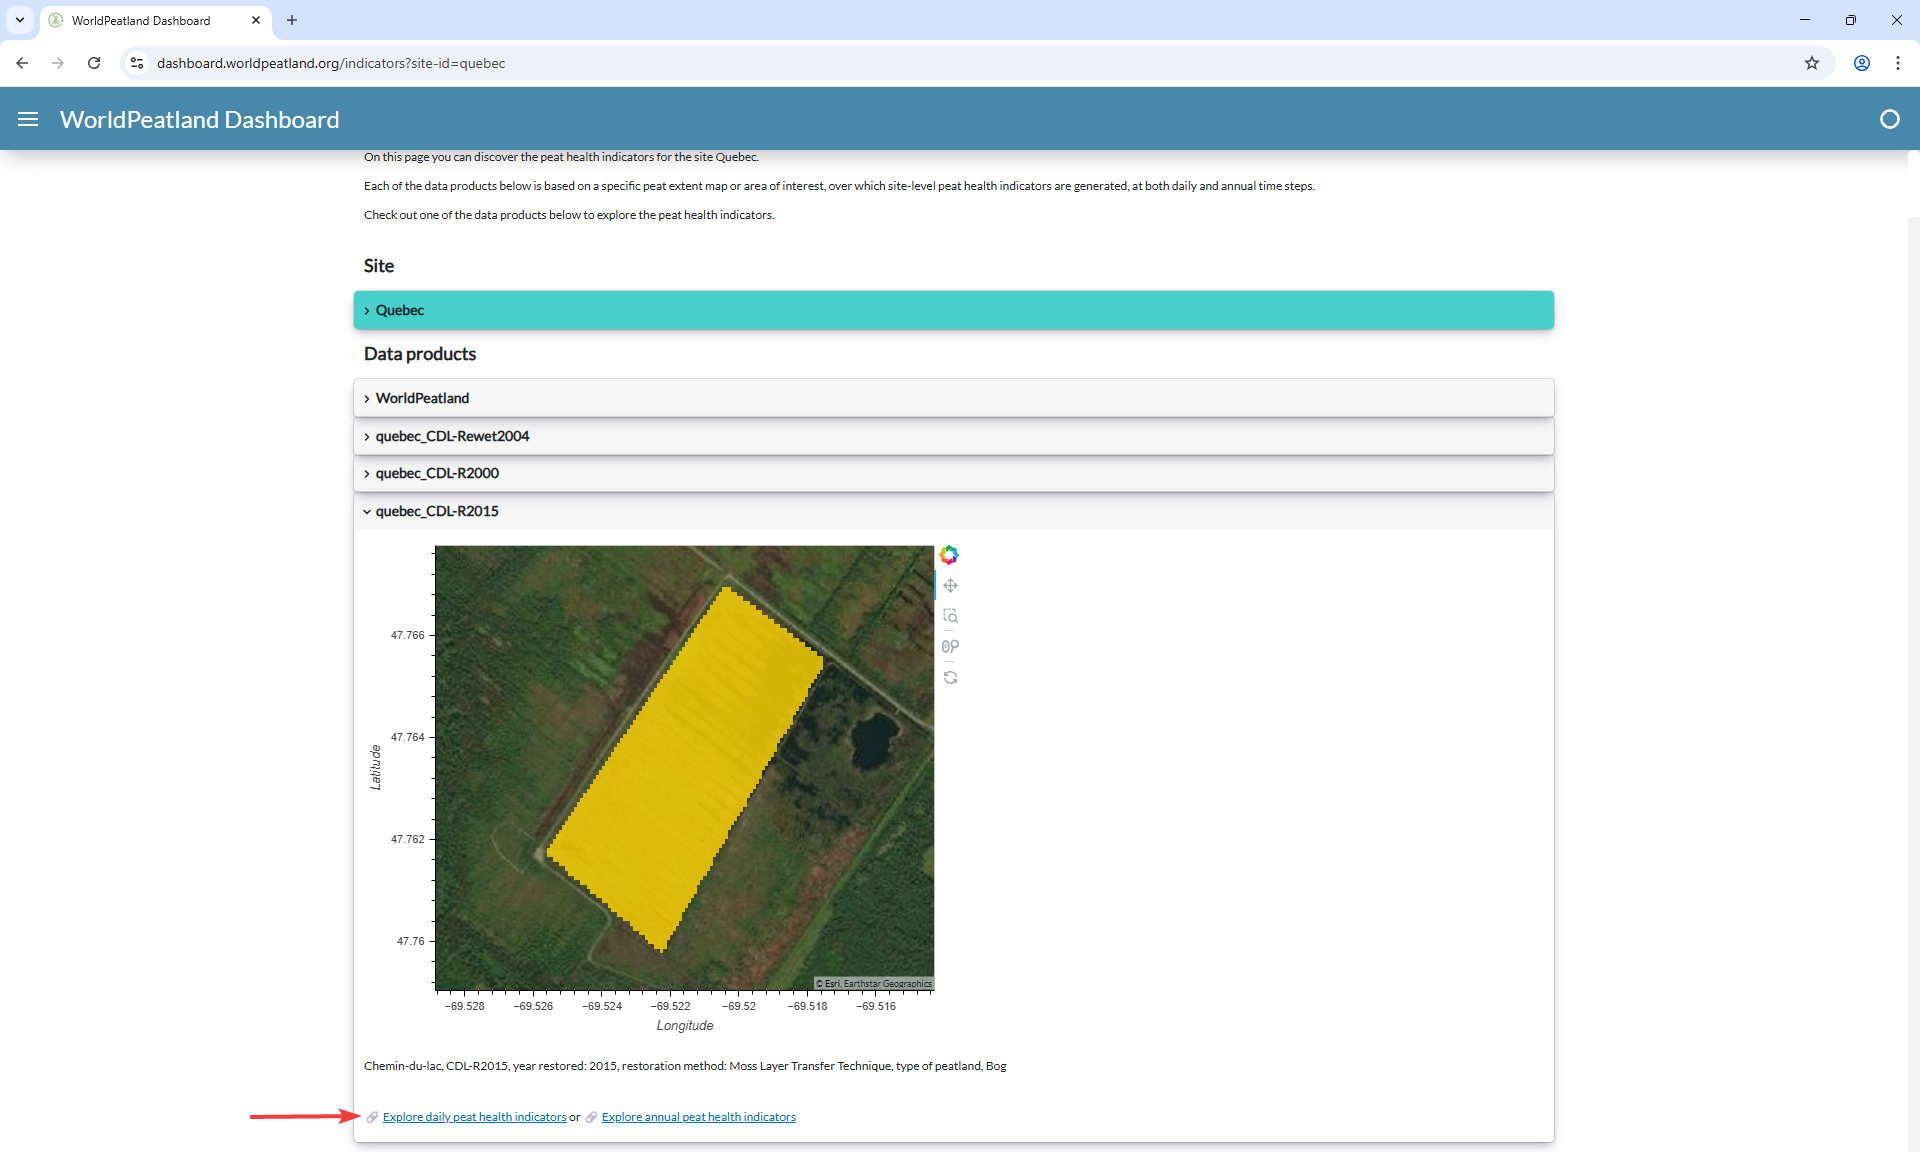 WorldPeatland Dashboard
dashboard.worldpeatland.org/indicators?site-id=quebec
WorldPeatland Dashboard
On this page you can discover the peat health indicators for the site Quebec.
Each of the data products below is based on a specific peat extent map or area of interest, over which site-level peat health indicators are generated, at both daily and annual time steps.
Check out one of the data products below to explore the peat health indicators.
Site
Quebec
Data products
WorldPeatland
quebec_CDL-Rewet2004
quebec_CDL-R2000
quebec_CDL-R2015
47.766
47.764
47.762
47.76
Latitude
© Esri, Earthstar Geographics
−69.528 −69.526 −69.524 −69.522 −69.52 −69.518 −69.516
Longitude
Chemin-du-lac, CDL-R2015, year restored: 2015, restoration method: Moss Layer Transfer Technique, type of peatland, Bog
Explore daily peat health indicators or Explore annual peat health indicators